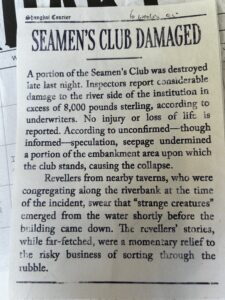 Shanghai Courier
SEAMEN'S CLUB DAMAGED
A portion of the Seamen's Club was destroyed
late last night. Inspectors report considerable
damage to the river side of the institution in
excess of 8,000 pounds sterling, according to
underwriters. No injury or loss of life is
reported. According to unconfirmed—though
informed—speculation, seepage undermined
a portion of the embankment area upon which
the club stands, causing the collapse.
Revellers from nearby taverns, who were
congregating along the riverbank at the time
of the incident, swear that "strange creatures"
emerged from the water shortly before the
building came down. The revellers' stories,
while far-fetched, were a momentary relief to
the risky business of sorting through the
rubble.